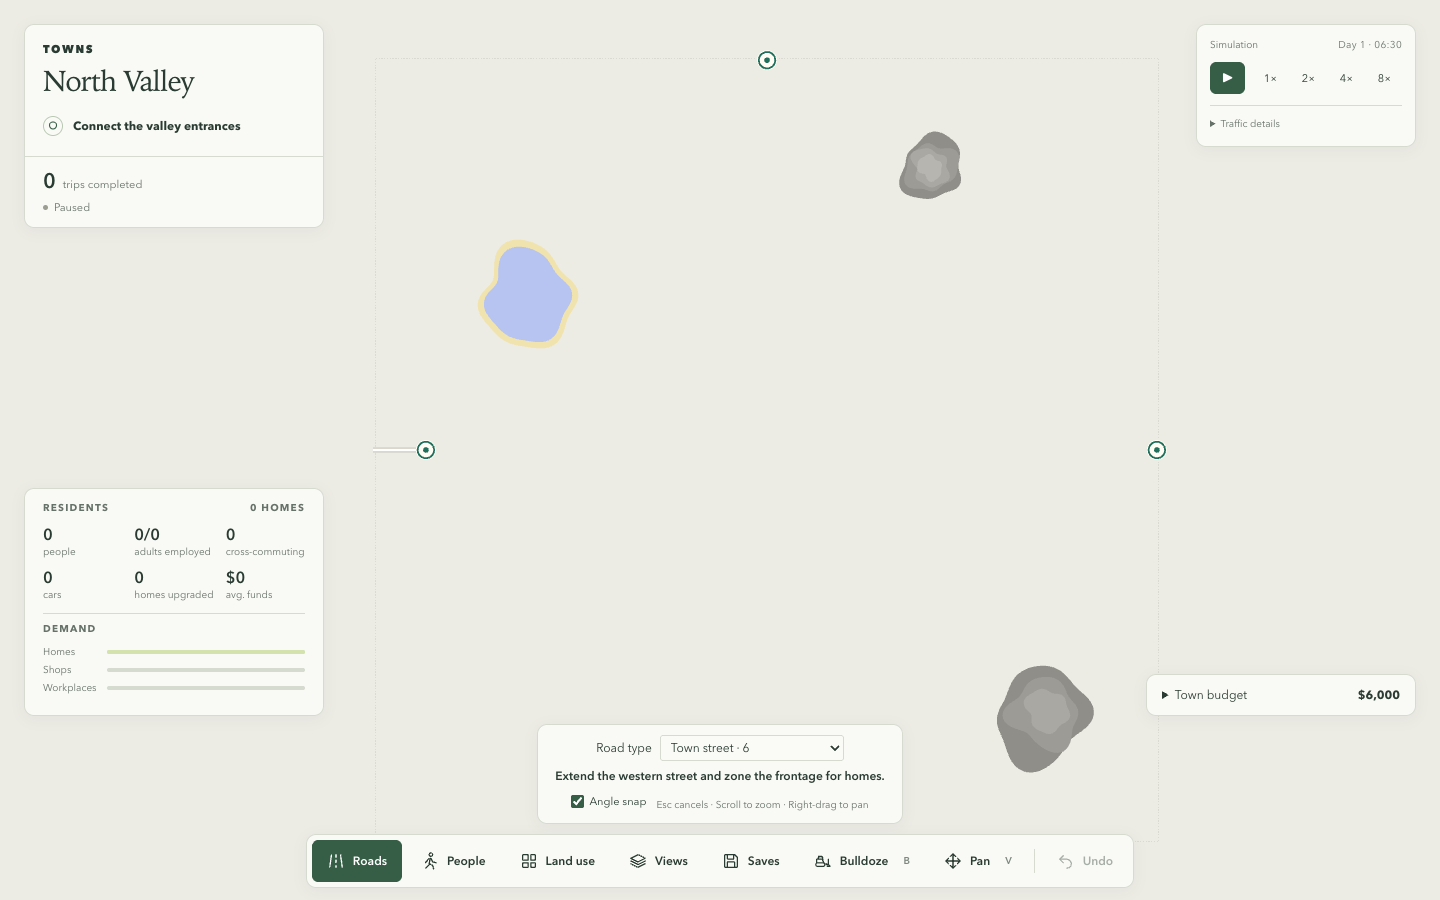 TOWNS
North Valley
Connect the valley entrances
0 trips completed
Paused
Simulation
Day 1 · 06:30
1×
2×
4×
8×
Traffic details
RESIDENTS
0 HOMES
0
people
0/0
adults employed
0
cross-commuting
0
cars
0
homes upgraded
$0
avg. funds
DEMAND
Homes
Shops
Workplaces
Town budget
$6,000
Road type
Town street · 6
Extend the western street and zone the frontage for homes.
Angle snap
Esc cancels · Scroll to zoom · Right-drag to pan
Roads
People
Land use
Views
Saves
Bulldoze B
Pan V
Undo